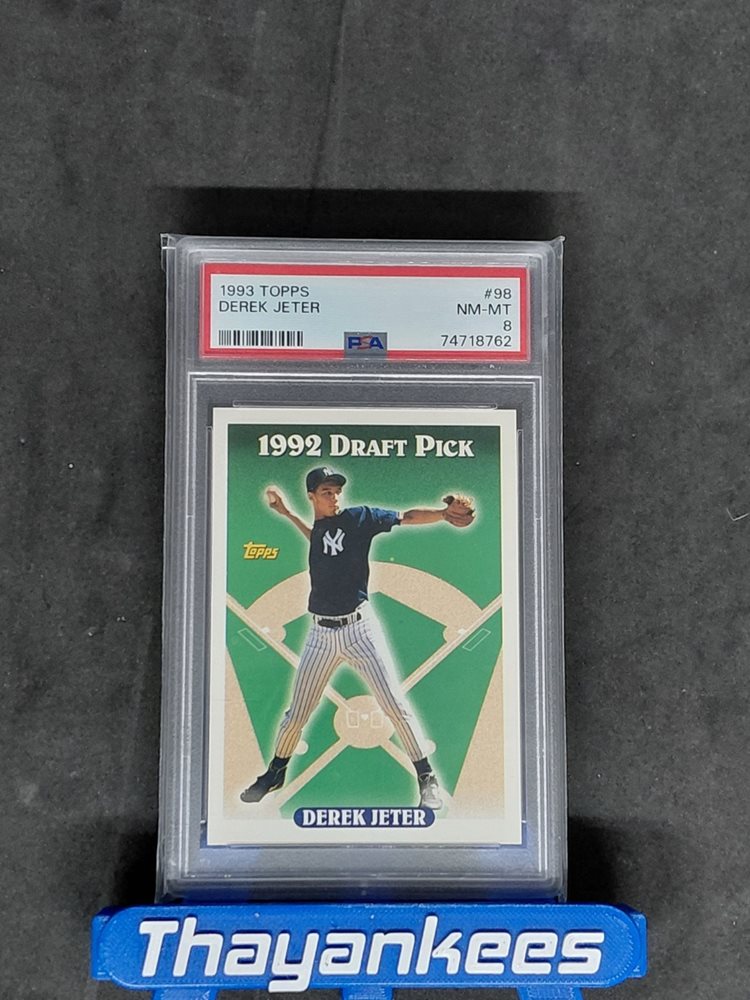 1993 TOPPS #98
DEREK JETER NM-MT
8
PSA 74718762
1992 DRAFT PICK
NY
Topps
DEREK JETER
Thayankees